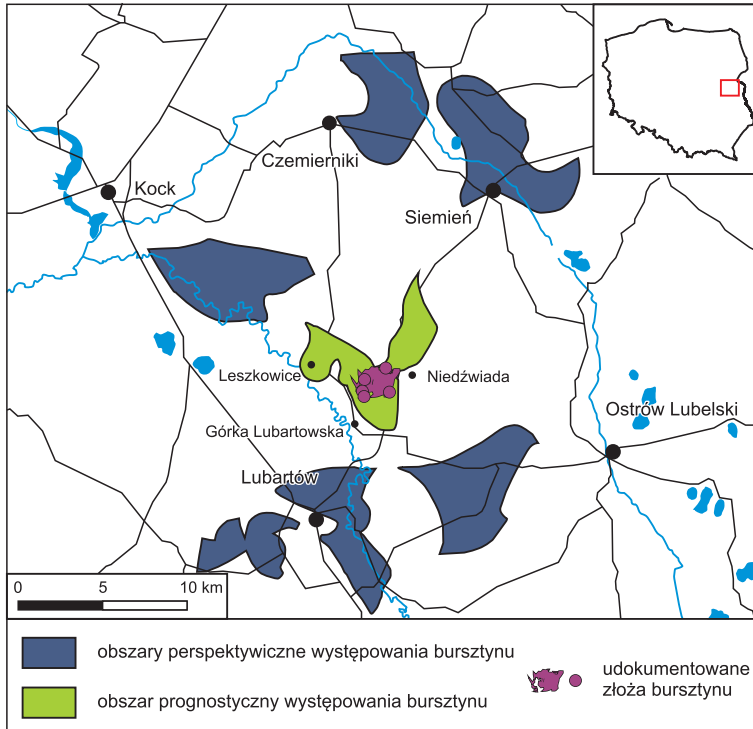 Czemierniki
Kock
Siemień
Leszkowice
Niedźwiada
Ostrów Lubelski
Górka Lubartowska
Lubartów
0 5 10 km
obszary perspektywiczne występowania bursztynu
obszar prognostyczny występowania bursztynu
udokumentowane
złoża bursztynu